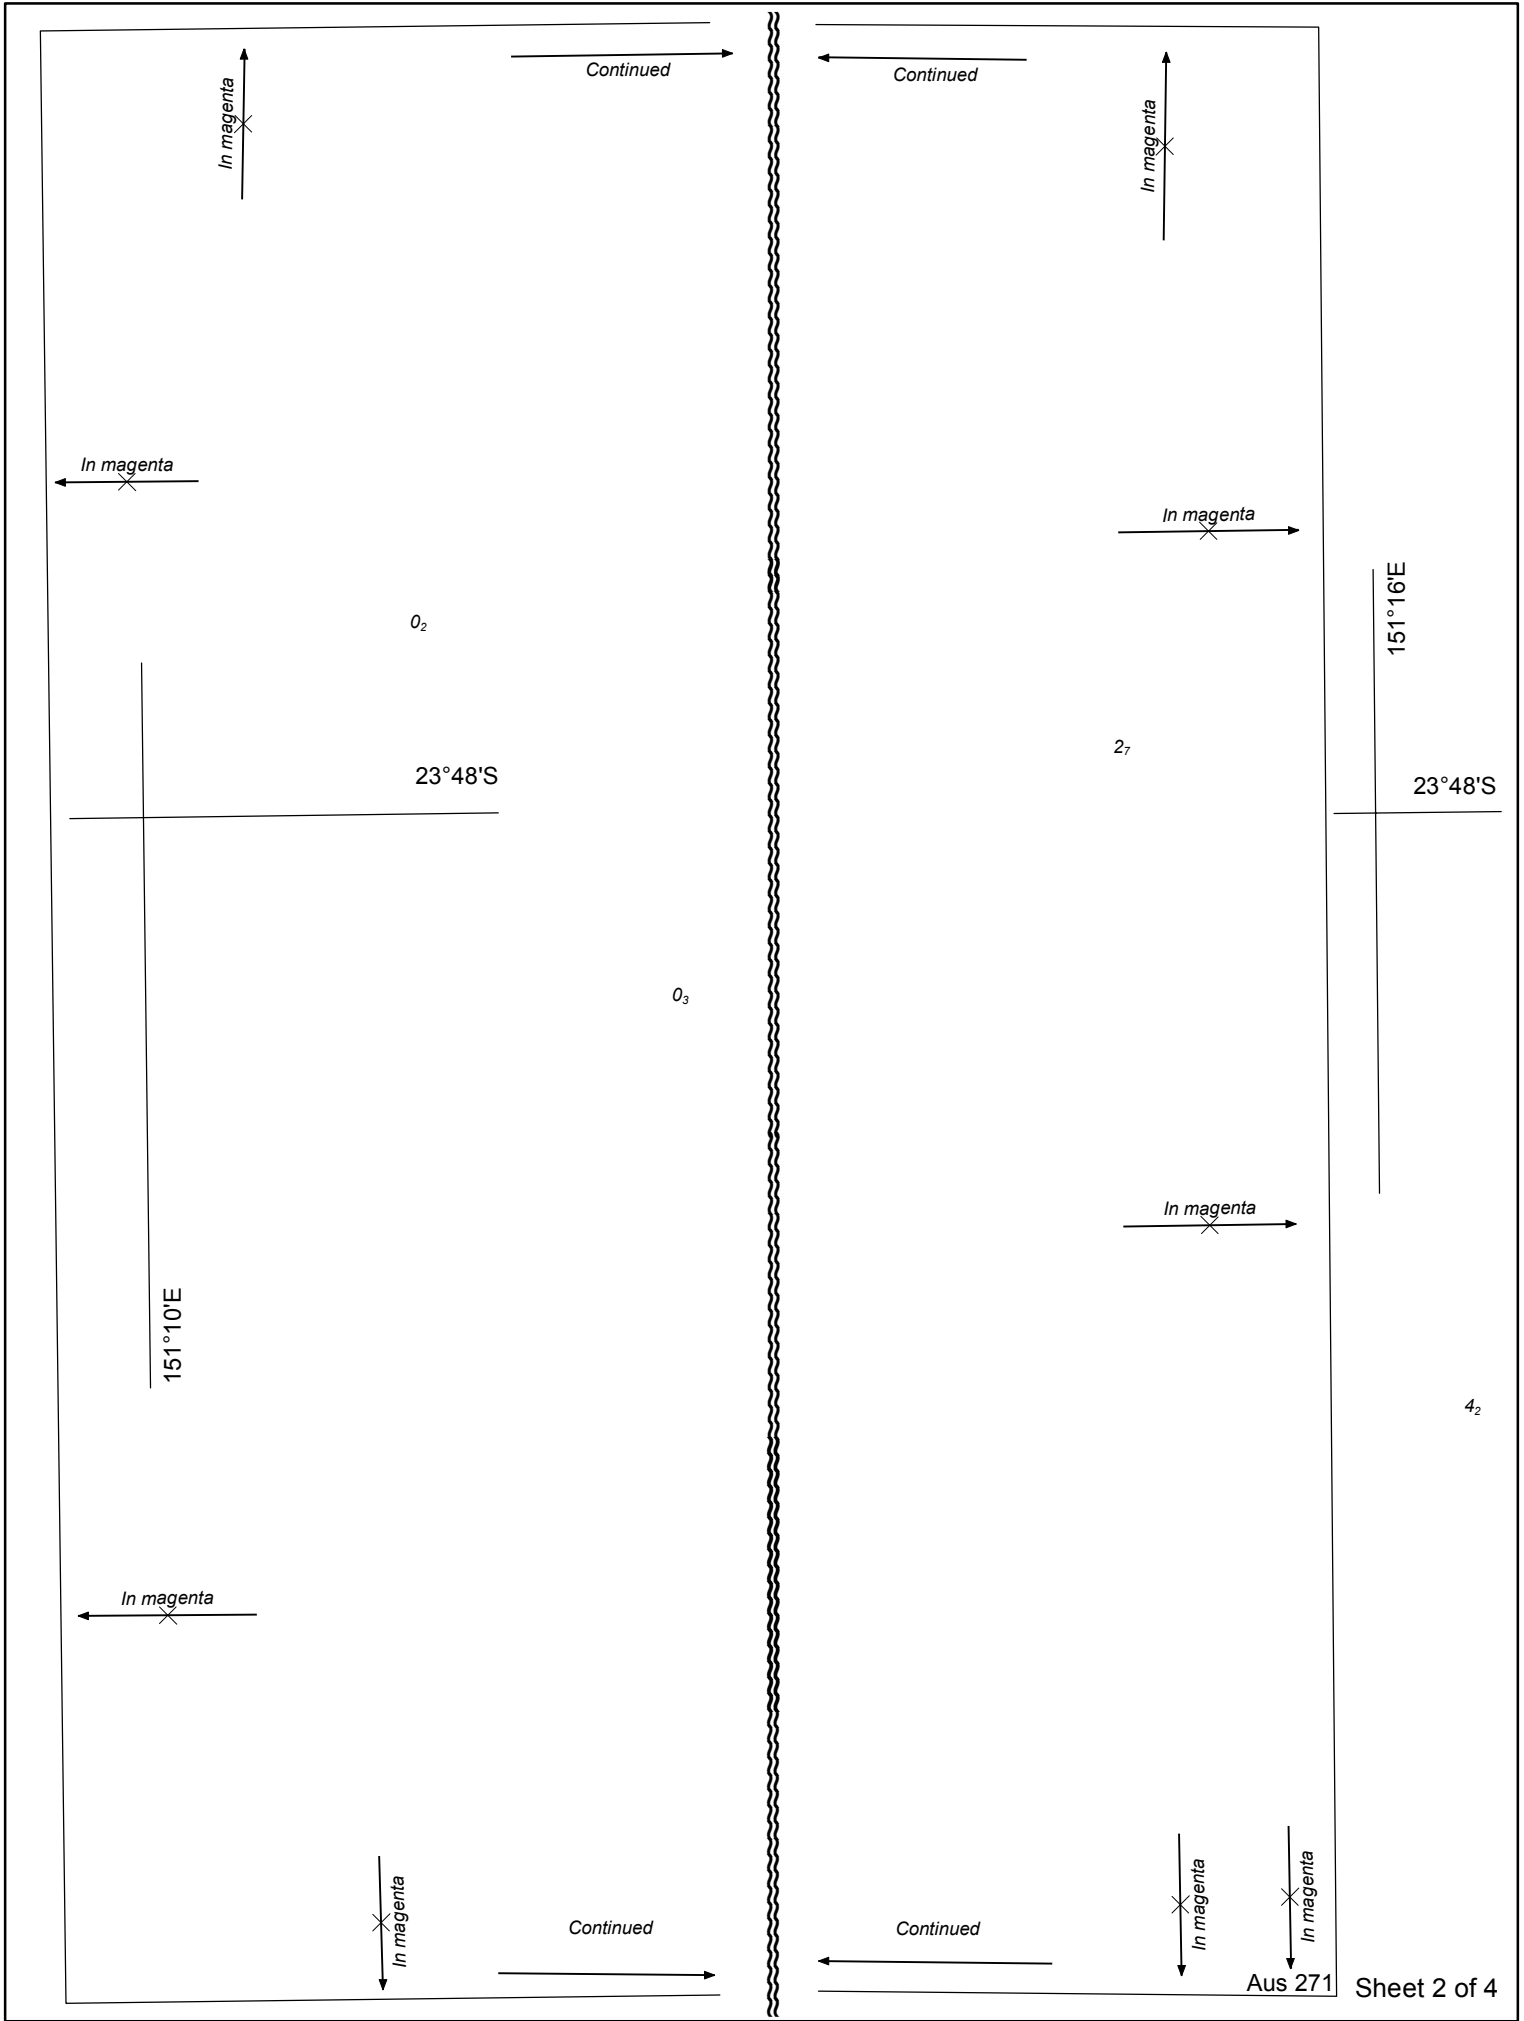 Continued
Continued
In magenta
In magenta
In magenta
In magenta
151°16'E
0₂
2₇
23°48'S
23°48'S
0₃
In magenta
151°10'E
4₂
In magenta
In magenta
In magenta
In magenta
Continued
Continued
Aus 271
Sheet 2 of 4